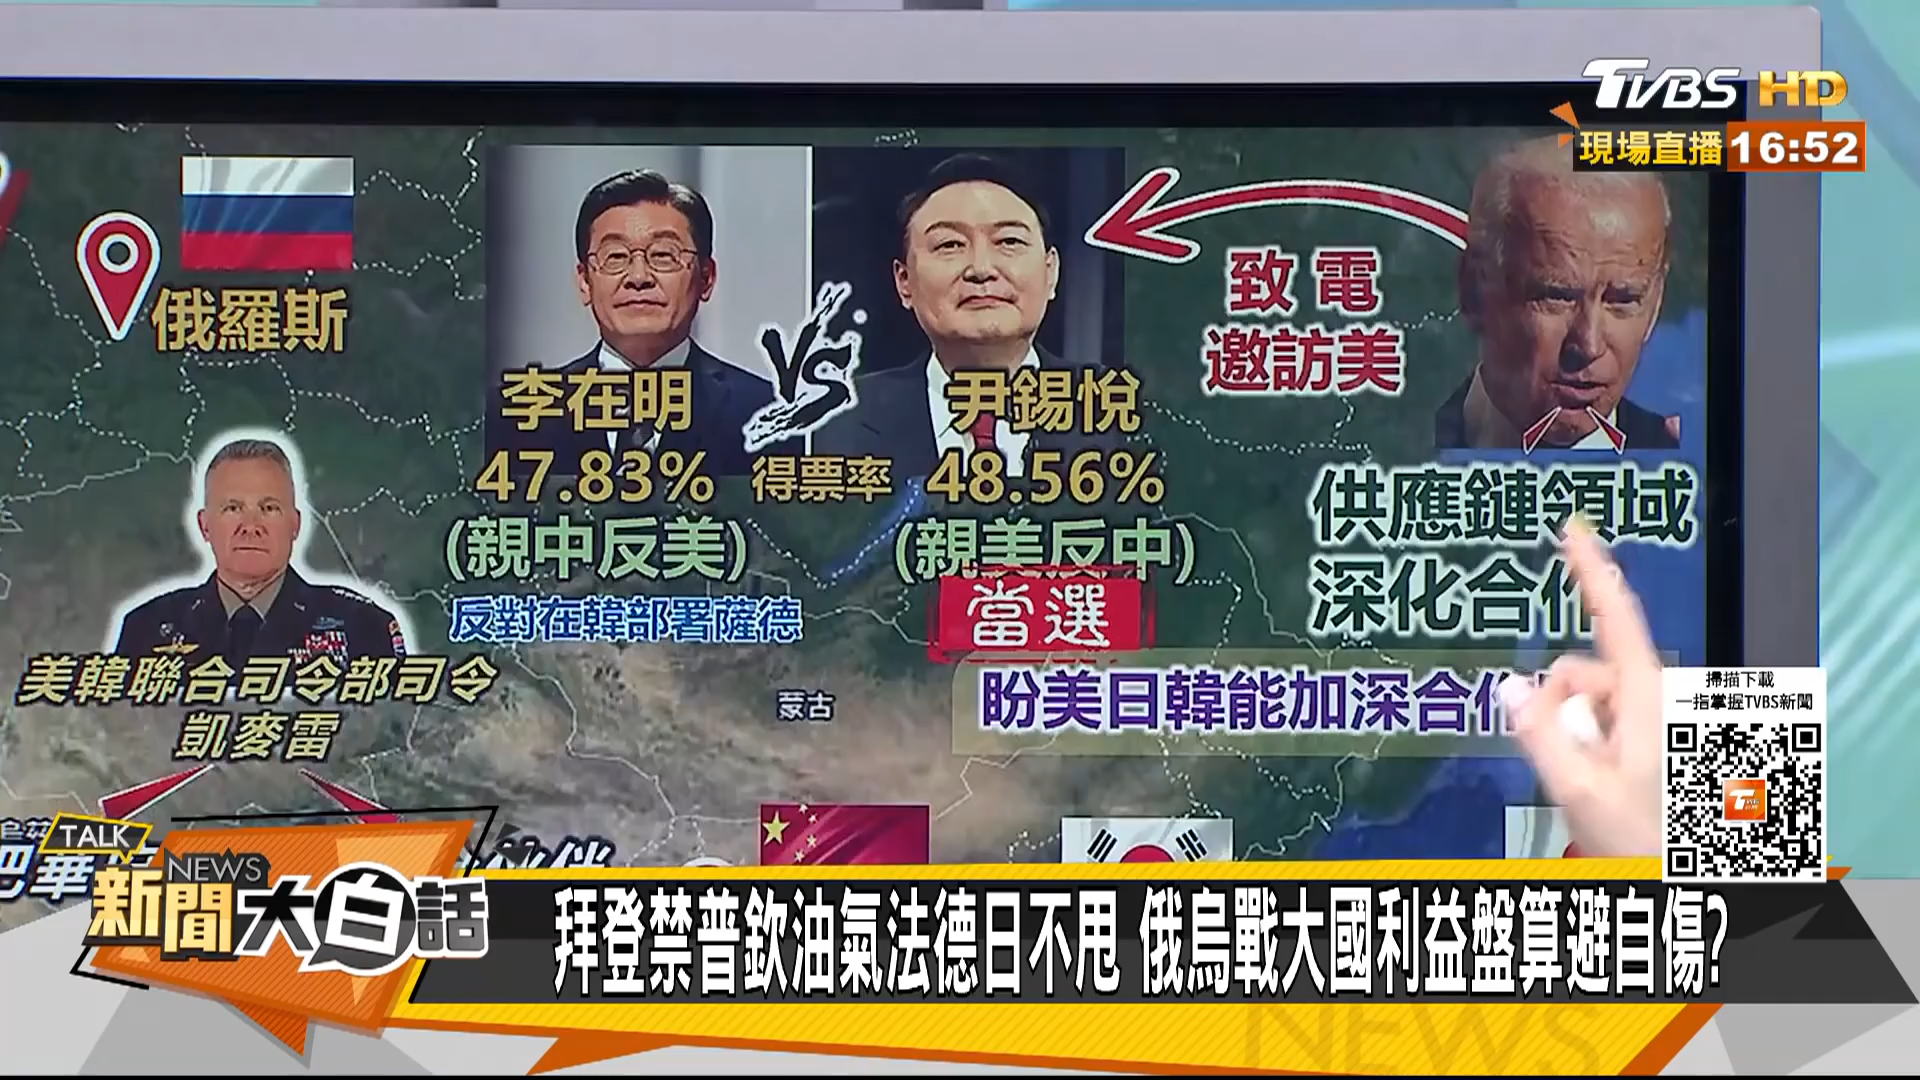 TVBS HD
現場直播 16:52
俄羅斯
致電
邀訪美
李在明
VS
尹錫悅
47.83% 得票率 48.56%
(親中反美)
(親美反中)
供應鏈領域
深化合作
反對在韓部署薩德
當選
美韓聯合司令部司令
凱麥雷
蒙古
盼美日韓能加深合作
掃描下載
一指掌握TVBS新聞
TALK
NEWS
新聞大白話
拜登禁普欽油氣法德日不甩 俄烏戰大國利益盤算避自傷?
NEWS